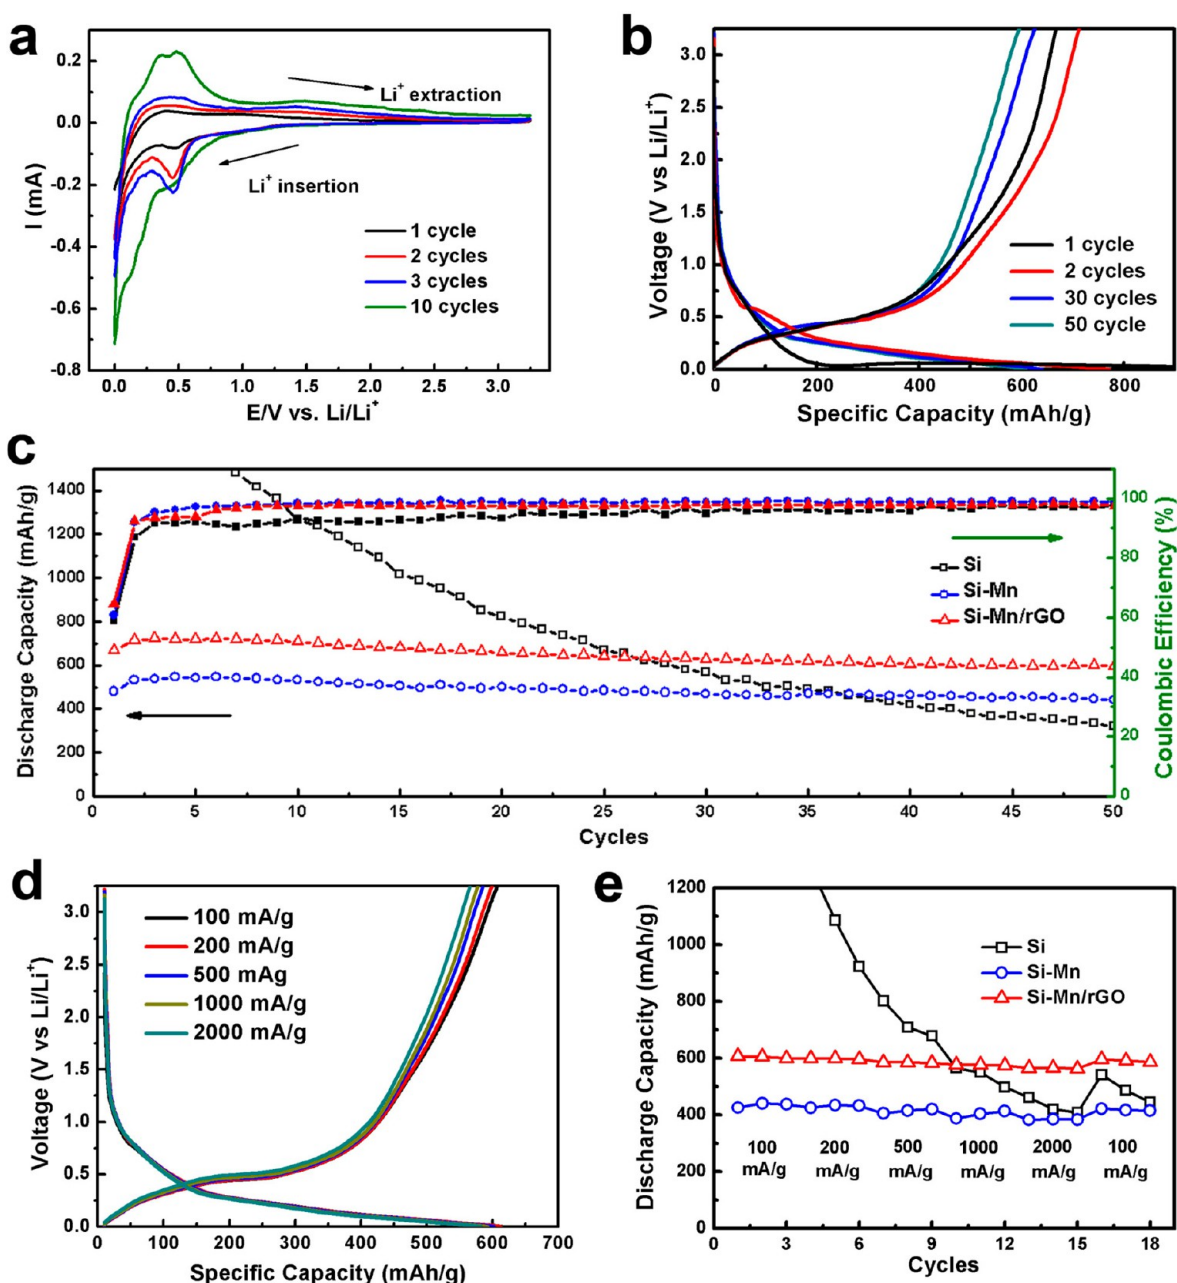 a
0.2
0.0
-0.2
-0.4
-0.6
-0.8
I (mA)
Li⁺ extraction
Li⁺ insertion
1 cycle
2 cycles
3 cycles
10 cycles
0.0 0.5 1.0 1.5 2.0 2.5 3.0
E/V vs. Li/Li⁺
b
3.0
2.5
2.0
1.5
1.0
0.5
0.0
Voltage (V vs Li/Li⁺)
1 cycle
2 cycles
30 cycles
50 cycle
0 200 400 600 800
Specific Capacity (mAh/g)
c
1400
1200
1000
800
600
400
200
0
Discharge Capacity (mAh/g)
Si
Si-Mn
Si-Mn/rGO
100
80
60
40
20
0
Coulombic Efficiency (%)
0 5 10 15 20 25 30 35 40 45 50
Cycles
d
3.0
2.5
2.0
1.5
1.0
0.5
0.0
Voltage (V vs Li/Li⁺)
100 mA/g
200 mA/g
500 mAg
1000 mA/g
2000 mA/g
0 100 200 300 400 500 600 700
Specific Capacity (mAh/g)
e
1200
1000
800
600
400
200
0
Discharge Capacity (mAh/g)
Si
Si-Mn
Si-Mn/rGO
100 200 500 1000 2000 100
mA/g mA/g mA/g mA/g mA/g mA/g
0 3 6 9 12 15 18
Cycles